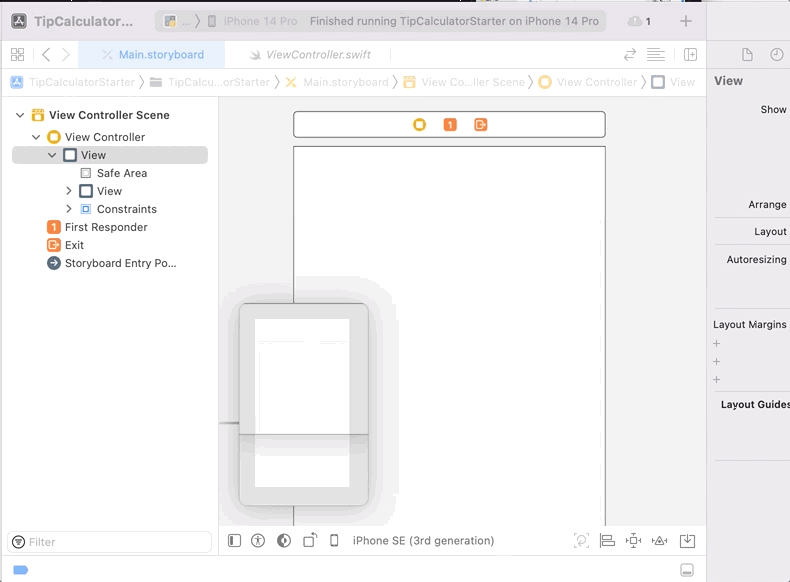 TipCalculator... ... iPhone 14 Pro Finished running TipCalculatorStarter on iPhone 14 Pro 1
Main.storyboard ViewController.swift
TipCalculatorStarter TipCalcu...orStarter Main.storyboard View Co...ller Scene View Controller View
View Controller Scene
View Controller
View
Safe Area
View
Constraints
1 First Responder
Exit
Storyboard Entry Po...
1
Filter
iPhone SE (3rd generation)
View
Show
Arrange
Layout
Autoresizing
Layout Margins
Layout Guides